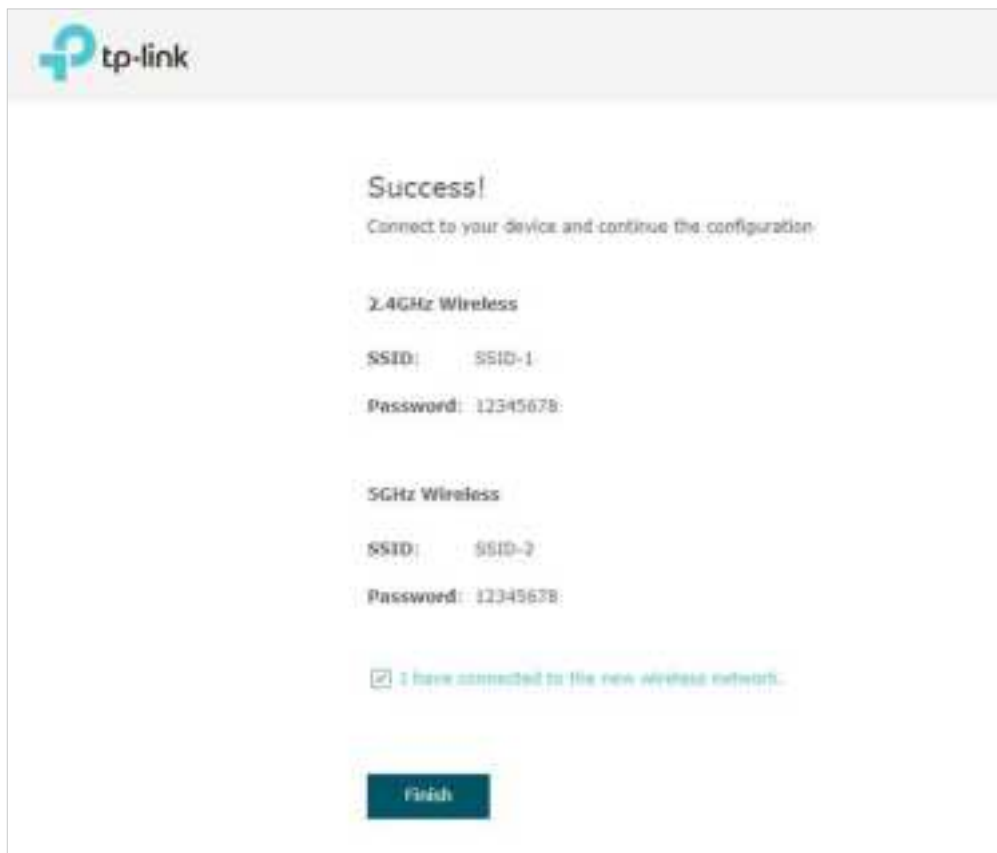 tp-link
Success!
Connect to your device and continue the configuration
2.4GHz Wireless
SSID: SSID-1
Password: 12345678
5GHz Wireless
SSID: SSID-2
Password: 12345678
I have connected to the new wireless network.
Finish